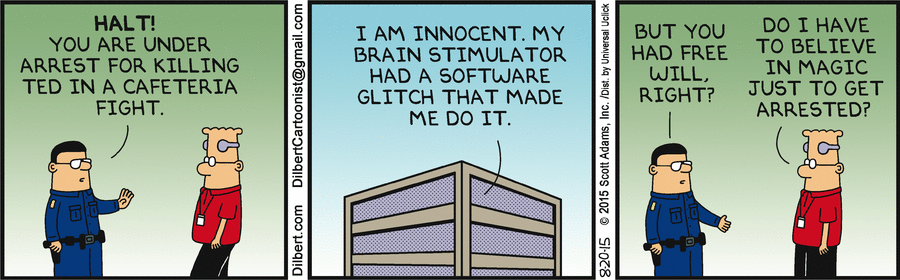 HALT!
YOU ARE UNDER
ARREST FOR KILLING
TED IN A CAFETERIA
FIGHT.
Dilbert.com DilbertCartoonist@gmail.com
I AM INNOCENT. MY
BRAIN STIMULATOR
HAD A SOFTWARE
GLITCH THAT MADE
ME DO IT.
8-20-15 © 2015 Scott Adams, Inc. /Dist. by Universal Uclick
BUT YOU
HAD FREE
WILL,
RIGHT?
DO I HAVE
TO BELIEVE
IN MAGIC
JUST TO GET
ARRESTED?